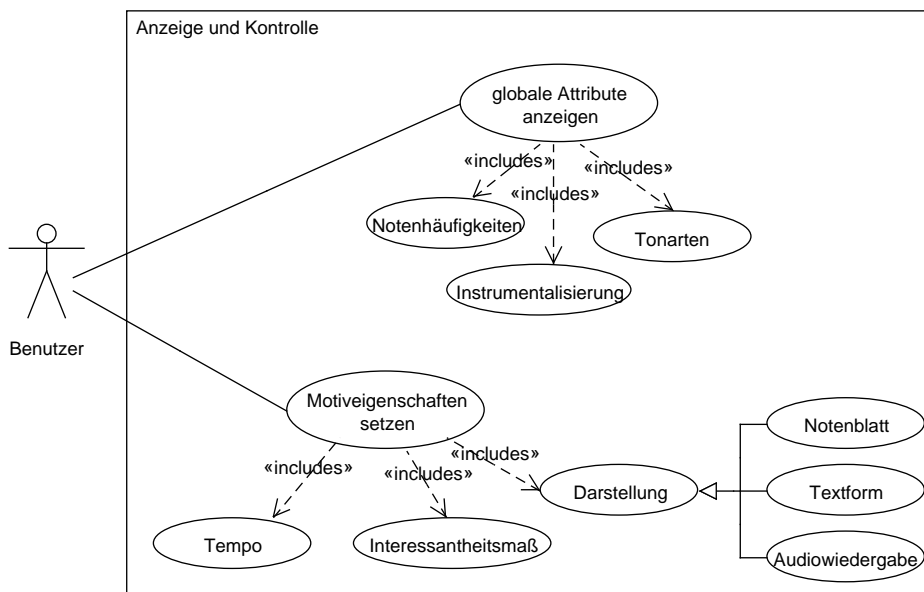 Anzeige und Kontrolle
globale Attribute
anzeigen
«includes»
«includes»
«includes»
Notenhäufigkeiten
Tonarten
Instrumentalisierung
Benutzer
Motiveigenschaften
setzen
«includes»
«includes»
«includes»
Notenblatt
Darstellung
Textform
Tempo
Interessantheitsmaß
Audiowiedergabe